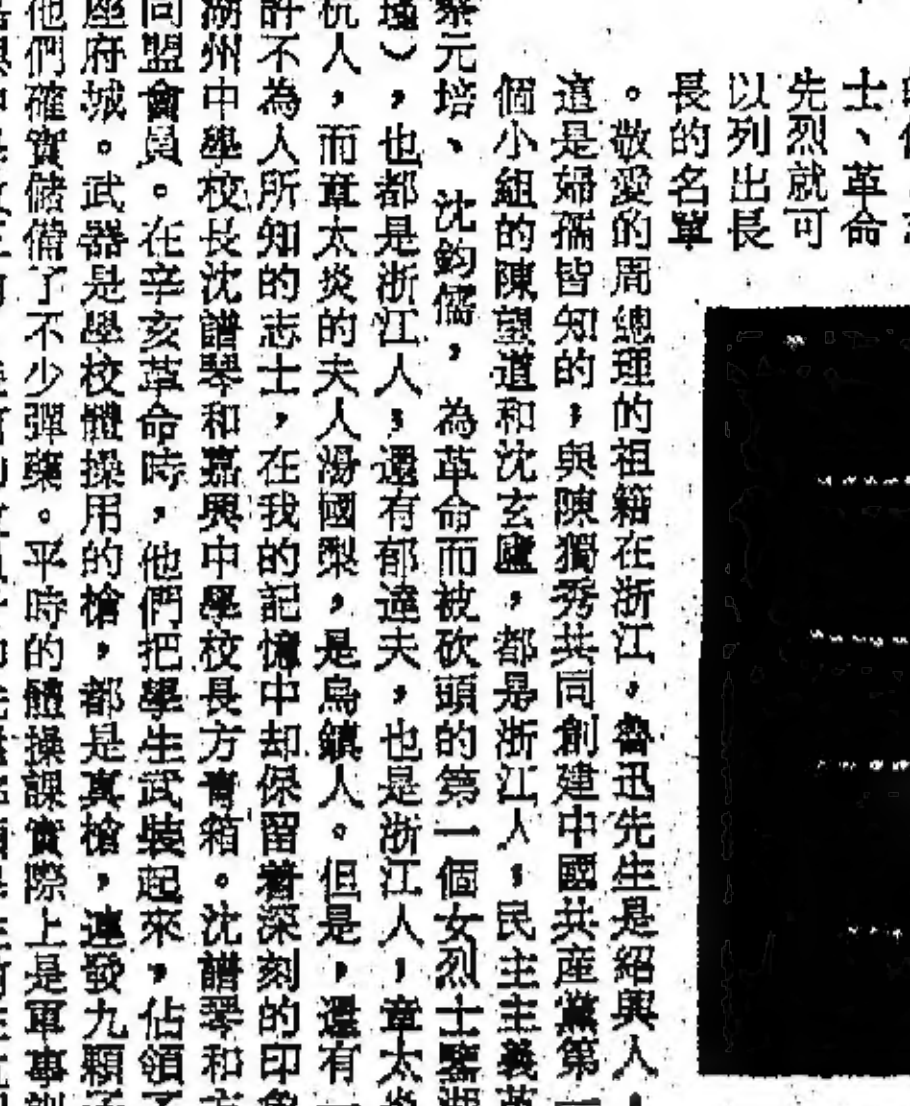 士、革命
先烈就可
以列出長
長的名單
。敬愛的周總理的祖籍在浙江，魯迅先生是紹興人，
這是婦孺皆知的，與陳獨秀共同創建中國共產黨第一
個小組的陳望道和沈玄廬，都是浙江人；民主主義革
蔡元培、沈鈞儒，為革命而被砍頭的第一個女烈士鑒湖
），也都是浙江人；還有郁達夫，也是浙江人；章太炎
杭人，而章太炎的夫人湯國梨，是烏鎮人。但是，還有一
許不為人所知的志士，在我的記憶中却保留着深刻的印象
湖州中學校長沈譜琴和嘉興中學校長方青箱。沈譜琴和方
同盟會員。在辛亥革命時，他們把學生武裝起來，佔領了
座府城。武器是學校體操用的槍，都是真槍，連發九顆子
他們確實儲備了不少彈藥。平時的體操課實際上是軍事訓